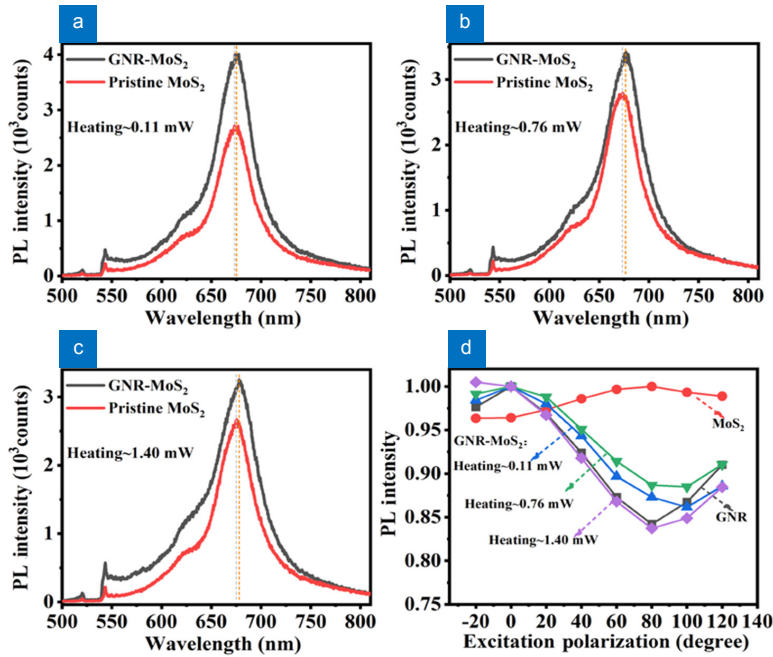 a
GNR-MoS₂
Pristine MoS₂
Heating~0.11 mW
PL intensity (10³counts)
4
3
2
1
0
500 550 600 650 700 750 800
Wavelength (nm)
b
GNR-MoS₂
Pristine MoS₂
Heating~0.76 mW
PL intensity (10³counts)
3
2
1
0
500 550 600 650 700 750 800
Wavelength (nm)
c
GNR-MoS₂
Pristine MoS₂
Heating~1.40 mW
PL intensity (10³counts)
3
2
1
0
500 550 600 650 700 750 800
Wavelength (nm)
d
MoS₂
GNR-MoS₂:
Heating~0.11 mW
Heating~0.76 mW
Heating~1.40 mW
GNR
PL intensity
1.00
0.95
0.90
0.85
0.80
0.75
-20 0 20 40 60 80 100 120 140
Excitation polarization (degree)